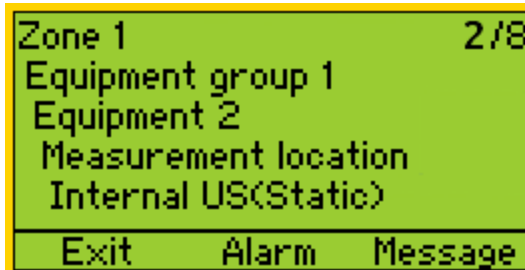 Zone 1 2/8
Equipment group 1
Equipment 2
Measurement location
Internal US(Static)
Exit Alarm Message